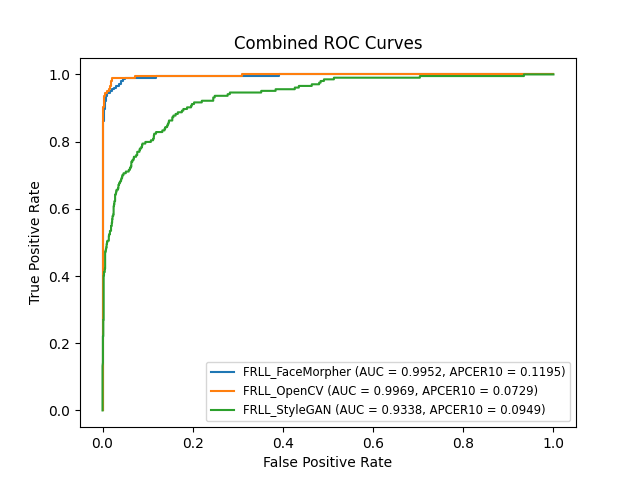 Combined ROC Curves
True Positive Rate
1.0
0.8
0.6
0.4
0.2
0.0
FRLL_FaceMorpher (AUC = 0.9952, APCER10 = 0.1195)
FRLL_OpenCV (AUC = 0.9969, APCER10 = 0.0729)
FRLL_StyleGAN (AUC = 0.9338, APCER10 = 0.0949)
0.0 0.2 0.4 0.6 0.8 1.0
False Positive Rate